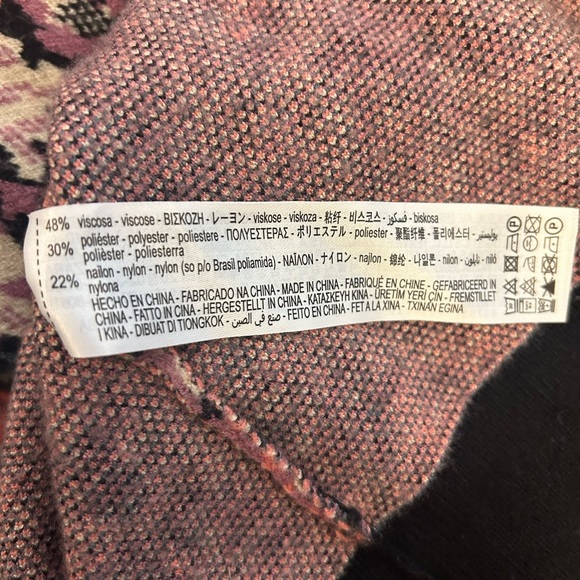 48% viscosa - viscose - ΒΙΣΚΟΖΗ - レーヨン - viskose - viskoza - 粘纤 - 비스코스 - فسكوز - biskosa
30% poliéster - polyester - poliestere - ΠΟΛΥΕΣΤΕΡΑΣ - ポリエステル - poliester - 聚酯纤维 - 폴리에스터 - بوليستير
polièster - poliesterra
22% nailon - nylon - nylon (so p/o Brasil poliamida) - ΝΑΪΛΟΝ - ナイロン - najlon - 锦纶 - 나일론 - nilon - نايلون - niló
nylona
HECHO EN CHINA - FABRICADO NA CHINA - MADE IN CHINA - FABRIQUÉ EN CHINE - GEFABRICEERD IN
CHINA - FATTO IN CINA - HERGESTELLT IN CHINA - ΚΑΤΑΣΚΕΥΗ ΚΙΝΑ - ÜRETİM YERİ ÇİN - FREMSTILLET
I KINA - DIBUAT DI TIONGKOK - صنع في الصين - FEITO EN CHINA - FET A LA XINA - TXINAN EGINA